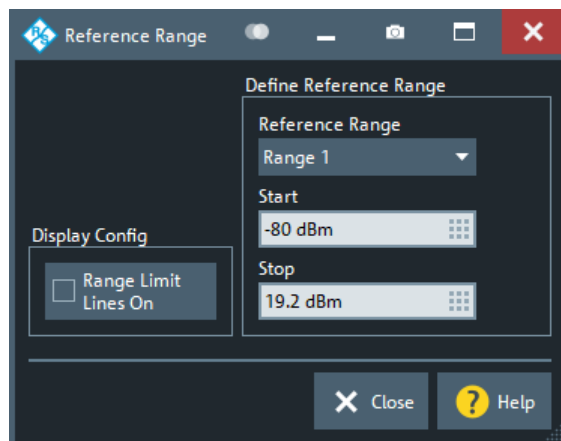 R&S Reference Range
Define Reference Range
Reference Range
Range 1
Start
-80 dBm
Display Config
Stop
Range Limit
Lines On
19.2 dBm
Close
? Help